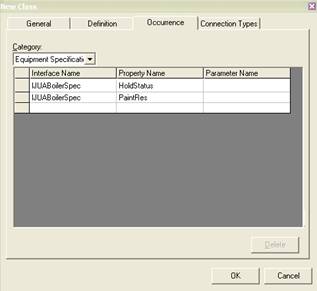 New Class
General Definition Occurrence Connection Types
Category:
Equipment Specificati
Interface Name Property Name Parameter Name
IJUABoilerSpec HoldStatus
IJUABoilerSpec PaintRes
Delete
OK Cancel